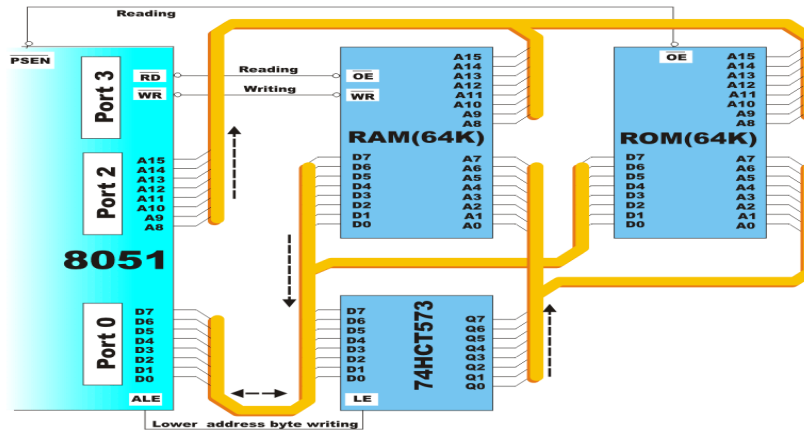 Reading
PSEN
Port 3
RD
WR
Reading
Writing
OE
WR
A15
A14
A13
A12
A11
A10
A9
A8
RAM(64K)
OE
A15
A14
A13
A12
A11
A10
A9
A8
ROM(64K)
Port 2
A15
A14
A13
A12
A11
A10
A9
A8
D7
D6
D5
D4
D3
D2
D1
D0
A7
A6
A5
A4
A3
A2
A1
A0
D7
D6
D5
D4
D3
D2
D1
D0
A7
A6
A5
A4
A3
A2
A1
A0
8051
Port 0
D7
D6
D5
D4
D3
D2
D1
D0
ALE
D7
D6
D5
D4
D3
D2
D1
D0
LE
74HCT573
Q7
Q6
Q5
Q4
Q3
Q2
Q1
Q0
Lower address byte writing